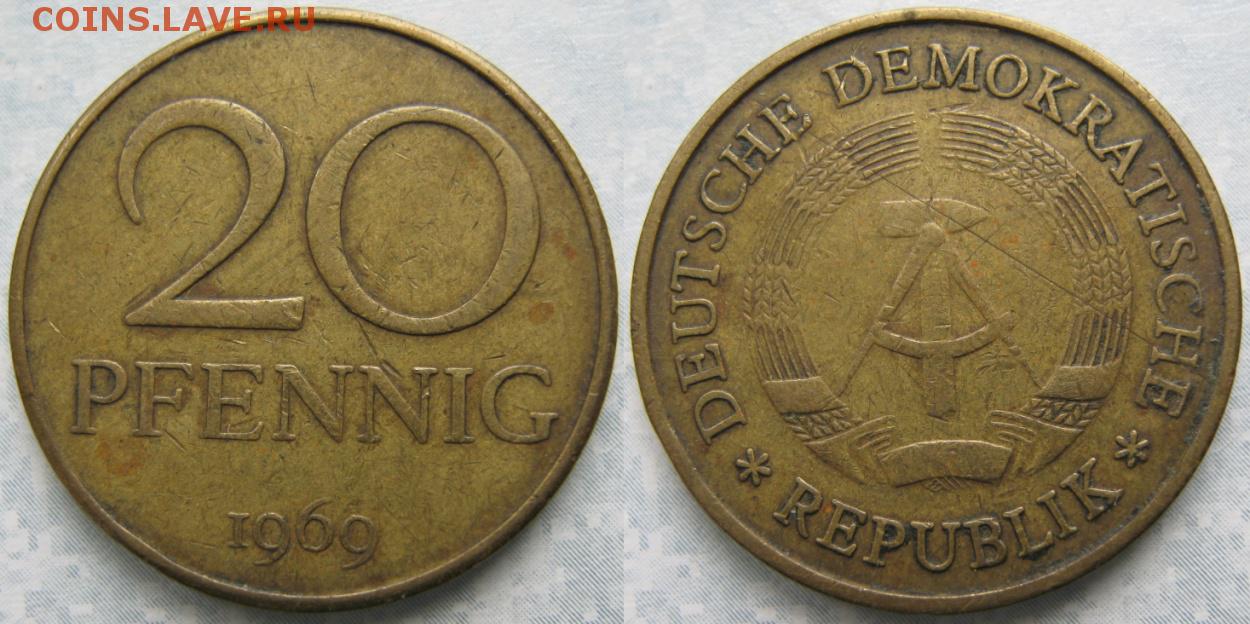 COINS.LAVE.RU
20
PFENNIG
1969
DEUTSCHE DEMOKRATISCHE
* REPUBLIK *